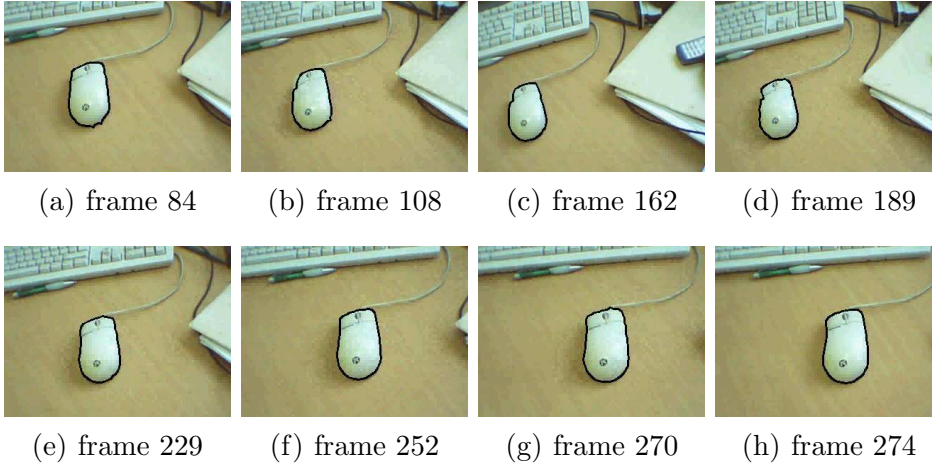 (a) frame 84 (b) frame 108 (c) frame 162 (d) frame 189
(e) frame 229 (f) frame 252 (g) frame 270 (h) frame 274